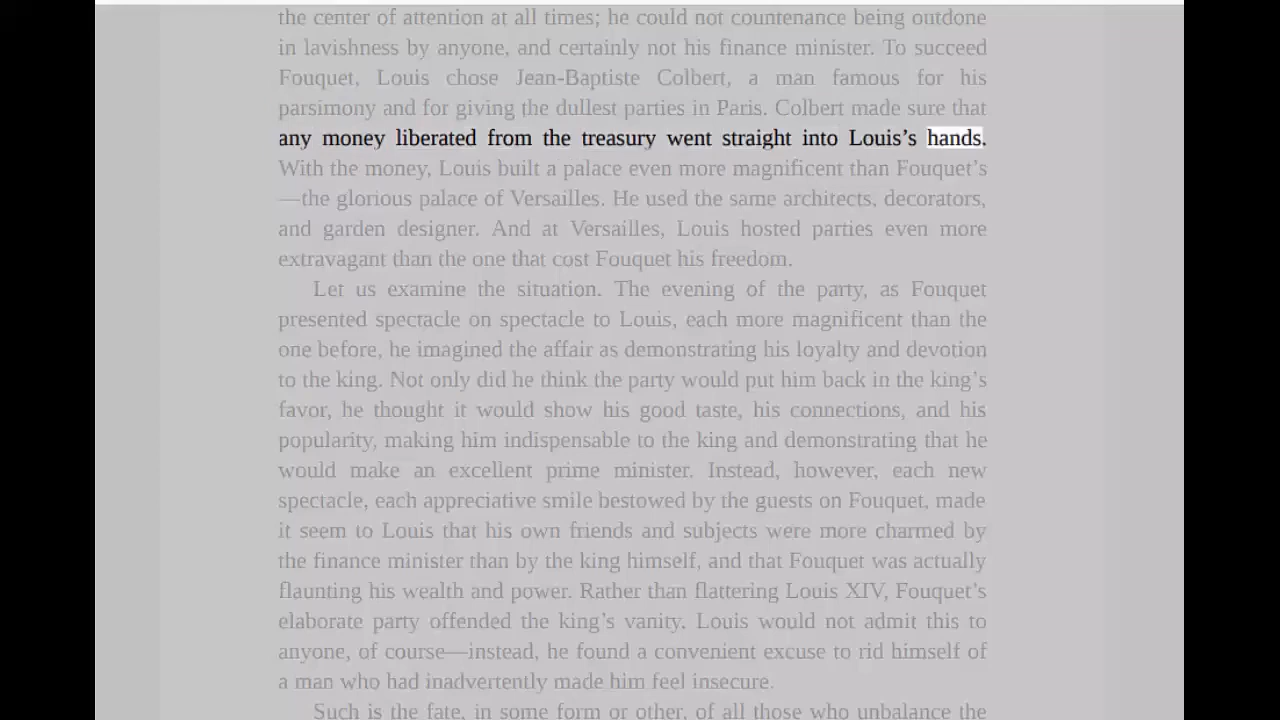 the center of attention at all times; he could not countenance being outdone
in lavishness by anyone, and certainly not his finance minister. To succeed
Fouquet, Louis chose Jean-Baptiste Colbert, a man famous for his
parsimony and for giving the dullest parties in Paris. Colbert made sure that
any money liberated from the treasury went straight into Louis’s hands.
With the money, Louis built a palace even more magnificent than Fouquet’s
—the glorious palace of Versailles. He used the same architects, decorators,
and garden designer. And at Versailles, Louis hosted parties even more
extravagant than the one that cost Fouquet his freedom.
Let us examine the situation. The evening of the party, as Fouquet
presented spectacle on spectacle to Louis, each more magnificent than the
one before, he imagined the affair as demonstrating his loyalty and devotion
to the king. Not only did he think the party would put him back in the king’s
favor, he thought it would show his good taste, his connections, and his
popularity, making him indispensable to the king and demonstrating that he
would make an excellent prime minister. Instead, however, each new
spectacle, each appreciative smile bestowed by the guests on Fouquet, made
it seem to Louis that his own friends and subjects were more charmed by
the finance minister than by the king himself, and that Fouquet was actually
flaunting his wealth and power. Rather than flattering Louis XIV, Fouquet’s
elaborate party offended the king’s vanity. Louis would not admit this to
anyone, of course—instead, he found a convenient excuse to rid himself of
a man who had inadvertently made him feel insecure.
Such is the fate, in some form or other, of all those who unbalance the